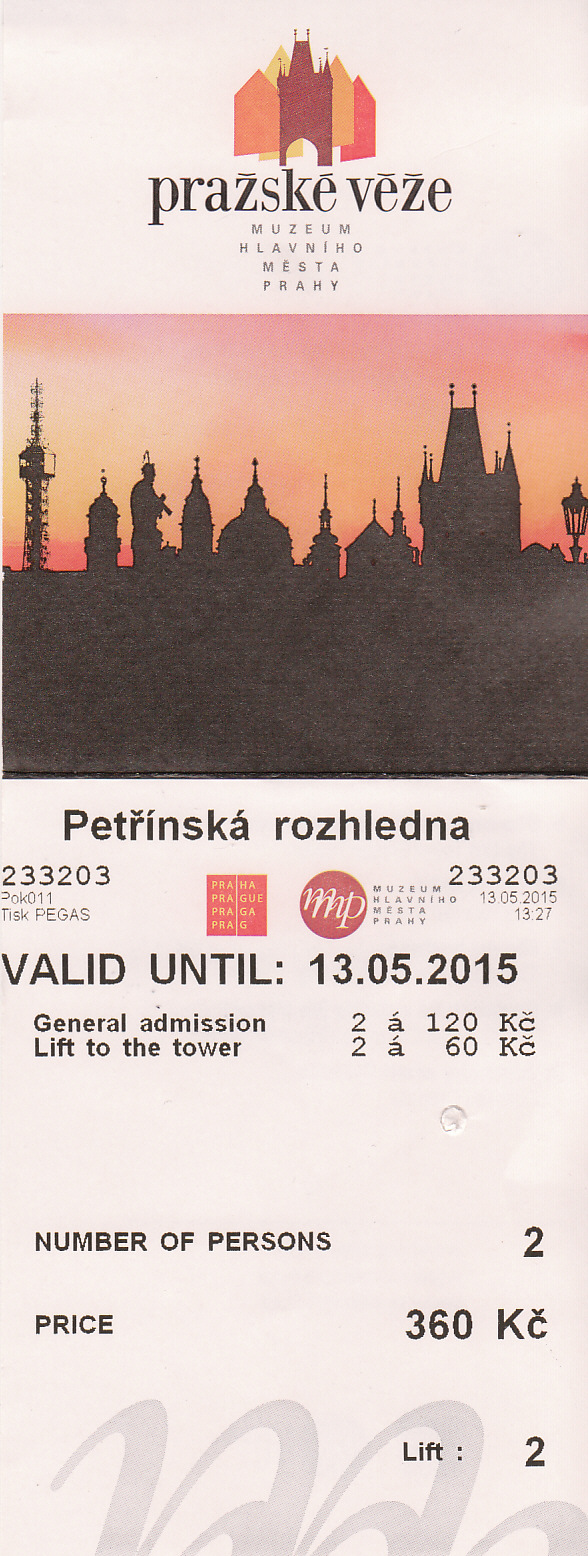 pražské věže
MUZEUM
HLAVNÍHO
MĚSTA
PRAHY
Petřínská rozhledna
233203
Pok011
Tisk PEGAS
PRA HA
PRA GUE
PRA GA
PRA G
mp
MUZEUM
HLAVNÍHO
MĚSTA
PRAHY
233203
13.05.2015
13:27
VALID UNTIL: 13.05.2015
General admission 2 á 120 Kč
Lift to the tower 2 á 60 Kč
NUMBER OF PERSONS 2
PRICE 360 Kč
Lift : 2